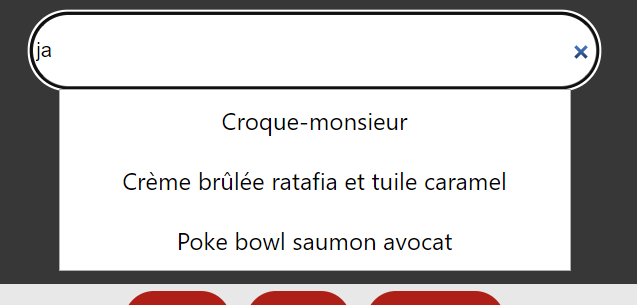 ja
Croque-monsieur
Crème brûlée ratafia et tuile caramel
Poke bowl saumon avocat